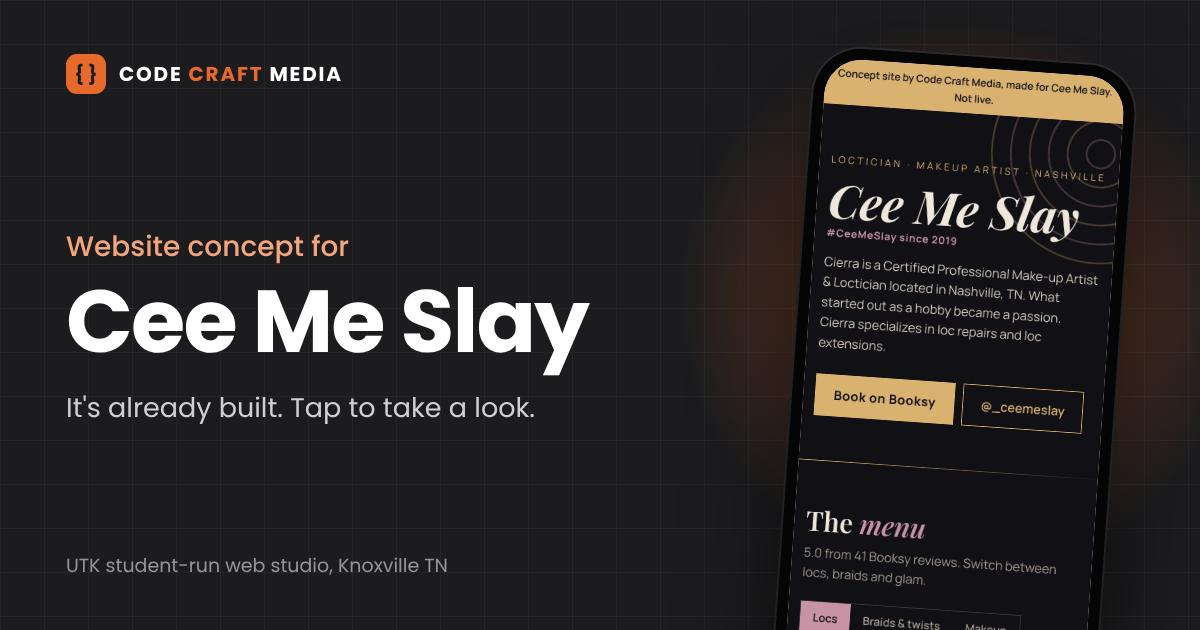 { } CODE CRAFT MEDIA
Website concept for
Cee Me Slay
It's already built. Tap to take a look.
UTK student-run web studio, Knoxville TN
Concept site by Code Craft Media, made for Cee Me Slay.
Not live.
LOCTICIAN · MAKEUP ARTIST · NASHVILLE
Cee Me Slay
#CeeMeSlay since 2019
Cierra is a Certified Professional Make-up Artist
& Loctician located in Nashville, TN. What
started out as a hobby became a passion.
Cierra specializes in loc repairs and loc
extensions.
Book on Booksy
@_ceemeslay
The menu
5.0 from 41 Booksy reviews. Switch between
locs, braids and glam.
Locs Braids & twists Makeup